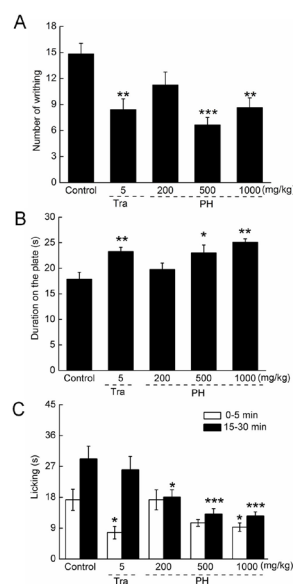 A
Number of writhing
18
15
12
9
6
3
0
**
***
**
Control 5 200 500 1000 (mg/kg)
Tra PH
B
Duration on the plate (s)
30
25
20
15
10
5
0
**
*
**
Control 5 200 500 1000 (mg/kg)
Tra PH
C
Licking (s)
45
36
27
18
9
0
0-5 min
15-30 min
*
*
***
*
***
Control 5 200 500 1000 (mg/kg)
Tra PH